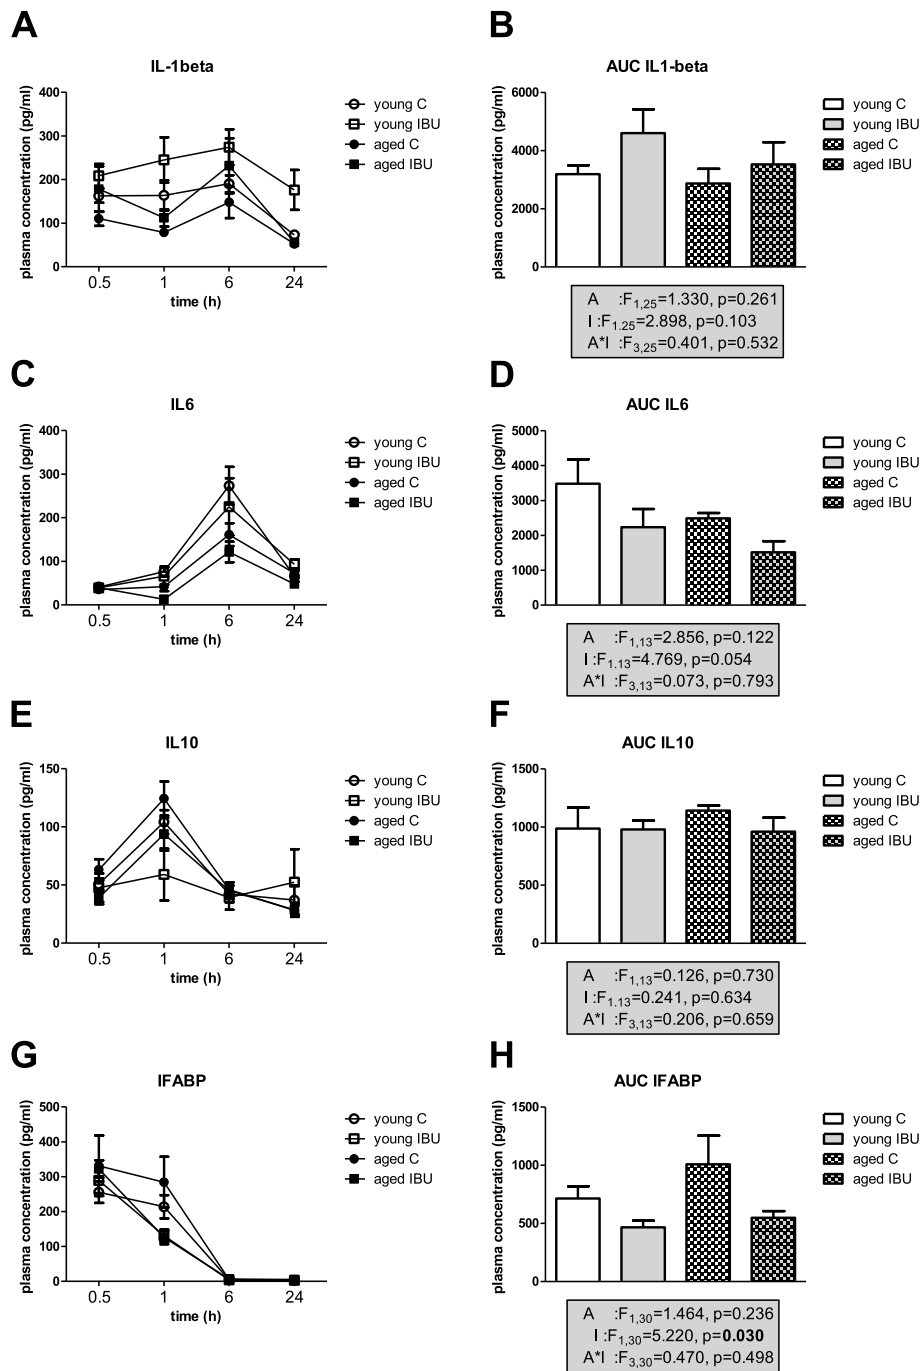 A
IL-1beta
plasma concentration (pg/ml)
400
300
200
100
0
0.5 1 6 24
time (h)
young C
young IBU
aged C
aged IBU
B
AUC IL1-beta
plasma concentration (pg/ml)
6000
4000
2000
0
young C
young IBU
aged C
aged IBU
A :F1,25=1.330, p=0.261
I :F1.25=2.898, p=0.103
A*I :F3,25=0.401, p=0.532
C
IL6
plasma concentration (pg/ml)
400
300
200
100
0
0.5 1 6 24
time (h)
young C
young IBU
aged C
aged IBU
D
AUC IL6
plasma concentration (pg/ml)
5000
4000
3000
2000
1000
0
young C
young IBU
aged C
aged IBU
A :F1,13=2.856, p=0.122
I :F1.13=4.769, p=0.054
A*I :F3,13=0.073, p=0.793
E
IL10
plasma concentration (pg/ml)
150
100
50
0
0.5 1 6 24
time (h)
young C
young IBU
aged C
aged IBU
F
AUC IL10
plasma concentration (pg/ml)
1500
1000
500
0
young C
young IBU
aged C
aged IBU
A :F1,13=0.126, p=0.730
I :F1.13=0.241, p=0.634
A*I :F3,13=0.206, p=0.659
G
IFABP
plasma concentration (pg/ml)
500
400
300
200
100
0
0.5 1 6 24
time (h)
young C
young IBU
aged C
aged IBU
H
AUC IFABP
plasma concentration (pg/ml)
1500
1000
500
0
young C
young IBU
aged C
aged IBU
A :F1,30=1.464, p=0.236
I :F1,30=5.220, p=0.030
A*I :F3,30=0.470, p=0.498